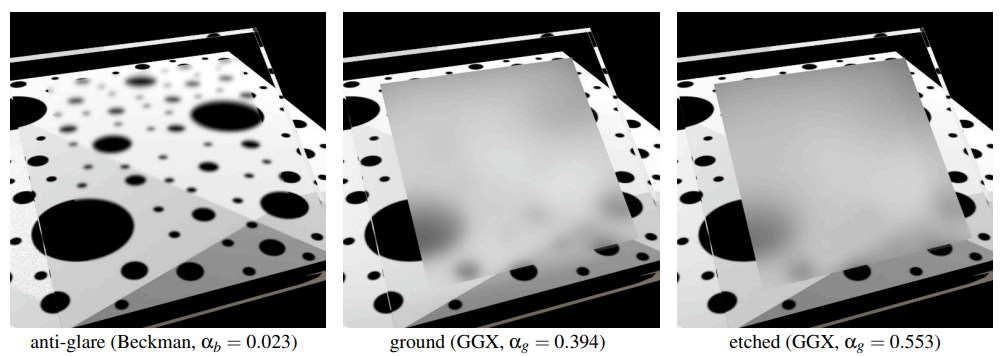 anti-glare (Beckman, α_b = 0.023)
ground (GGX, α_g = 0.394)
etched (GGX, α_g = 0.553)